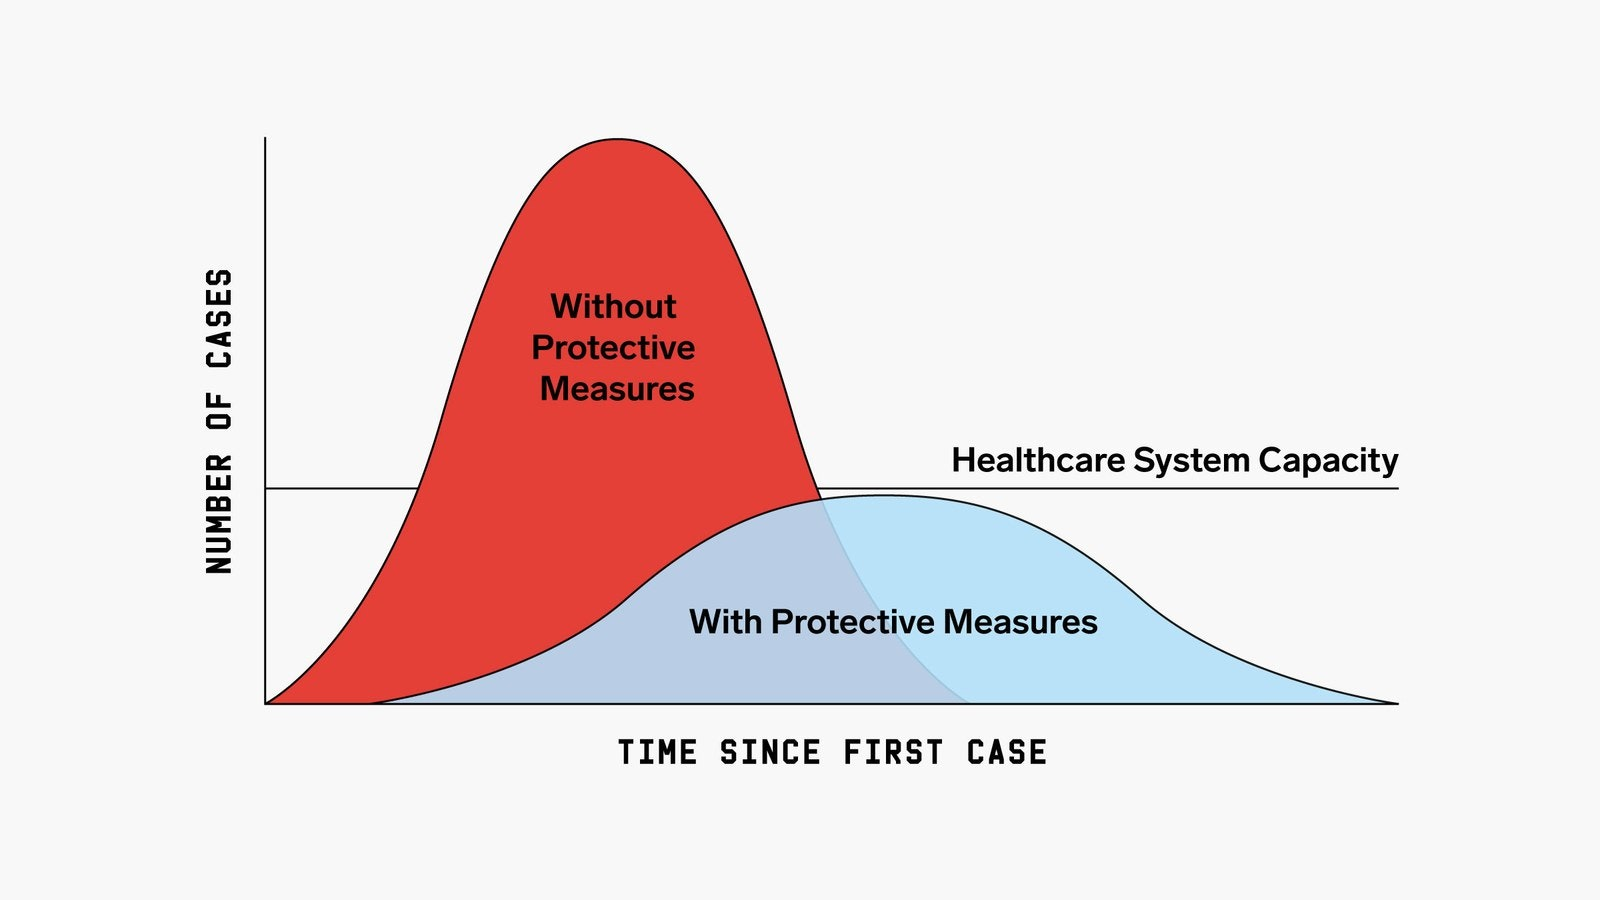 NUMBER OF CASES
Without
Protective
Measures
Healthcare System Capacity
With Protective Measures
TIME SINCE FIRST CASE